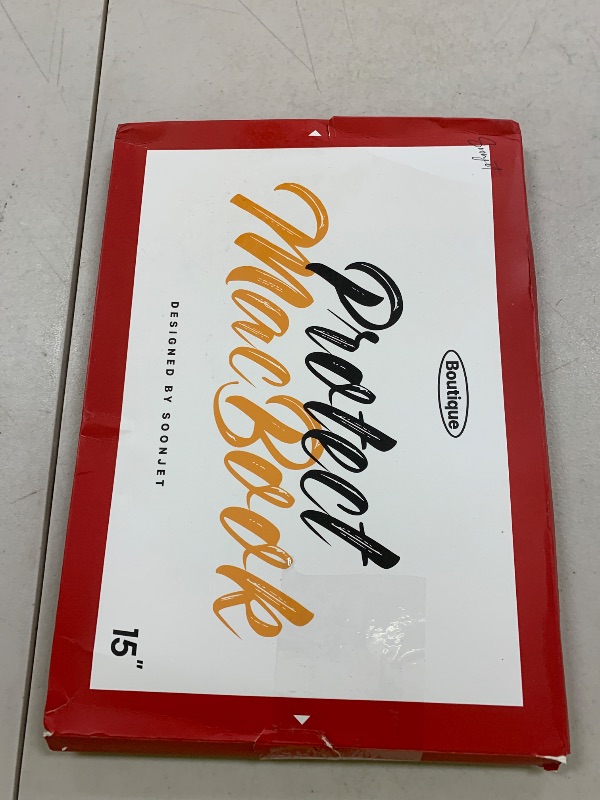 Boutique
Protect
MacBook
DESIGNED BY SOONJET
15"